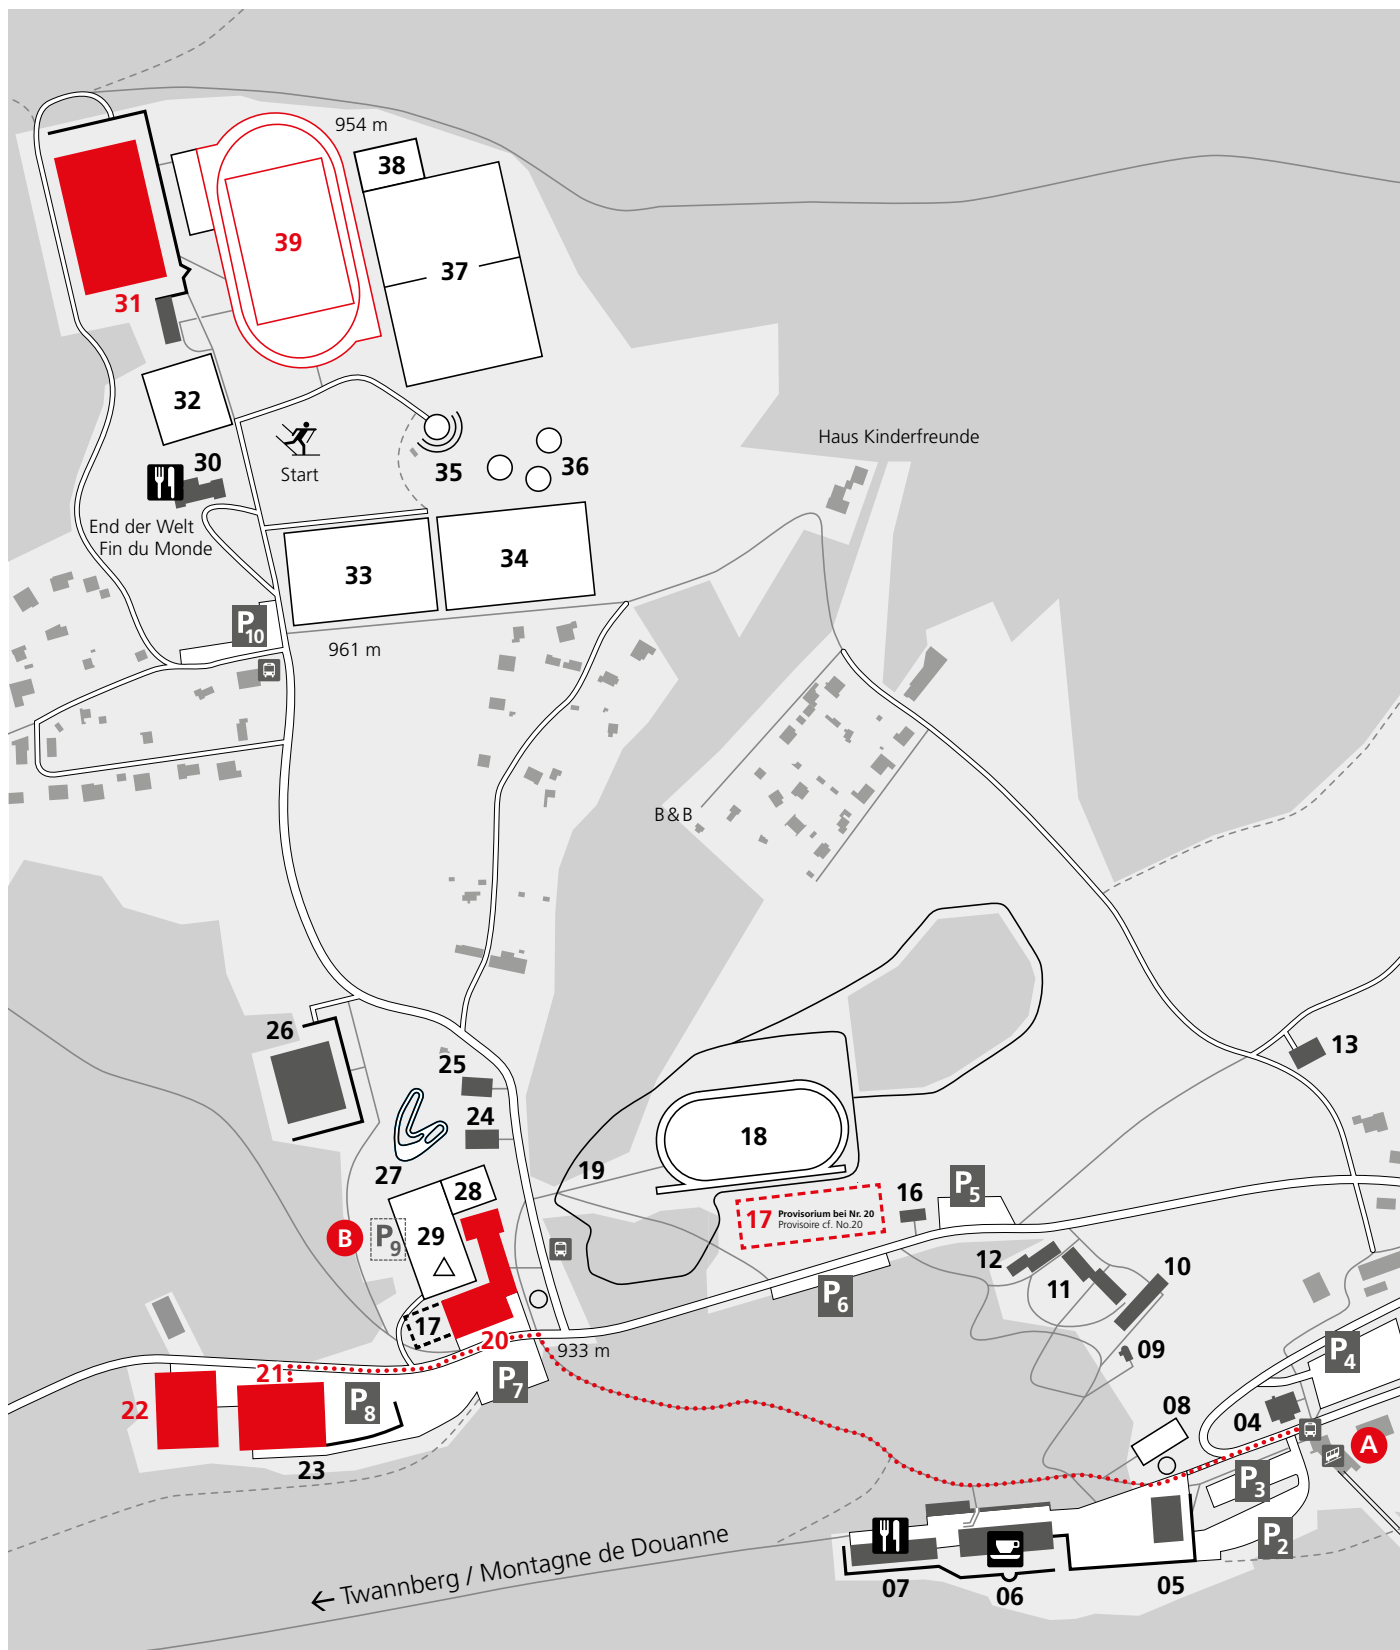 954 m
38
39
37
31
32
Haus Kinderfreunde
30
Start
35
36
End der Welt
Fin du Monde
34
33
P10
961 m
B & B
26
25
13
24
18
27
19
28
16
P5
17 Provisorium bei Nr. 20
Provisoire cf. No.20
B
P9
29
12
11
10
P6
17
20
933 m
09
P4
21
22
P8
P7
08
04
A
23
P3
P2
← Twannberg / Montagne de Douanne
07
06
05